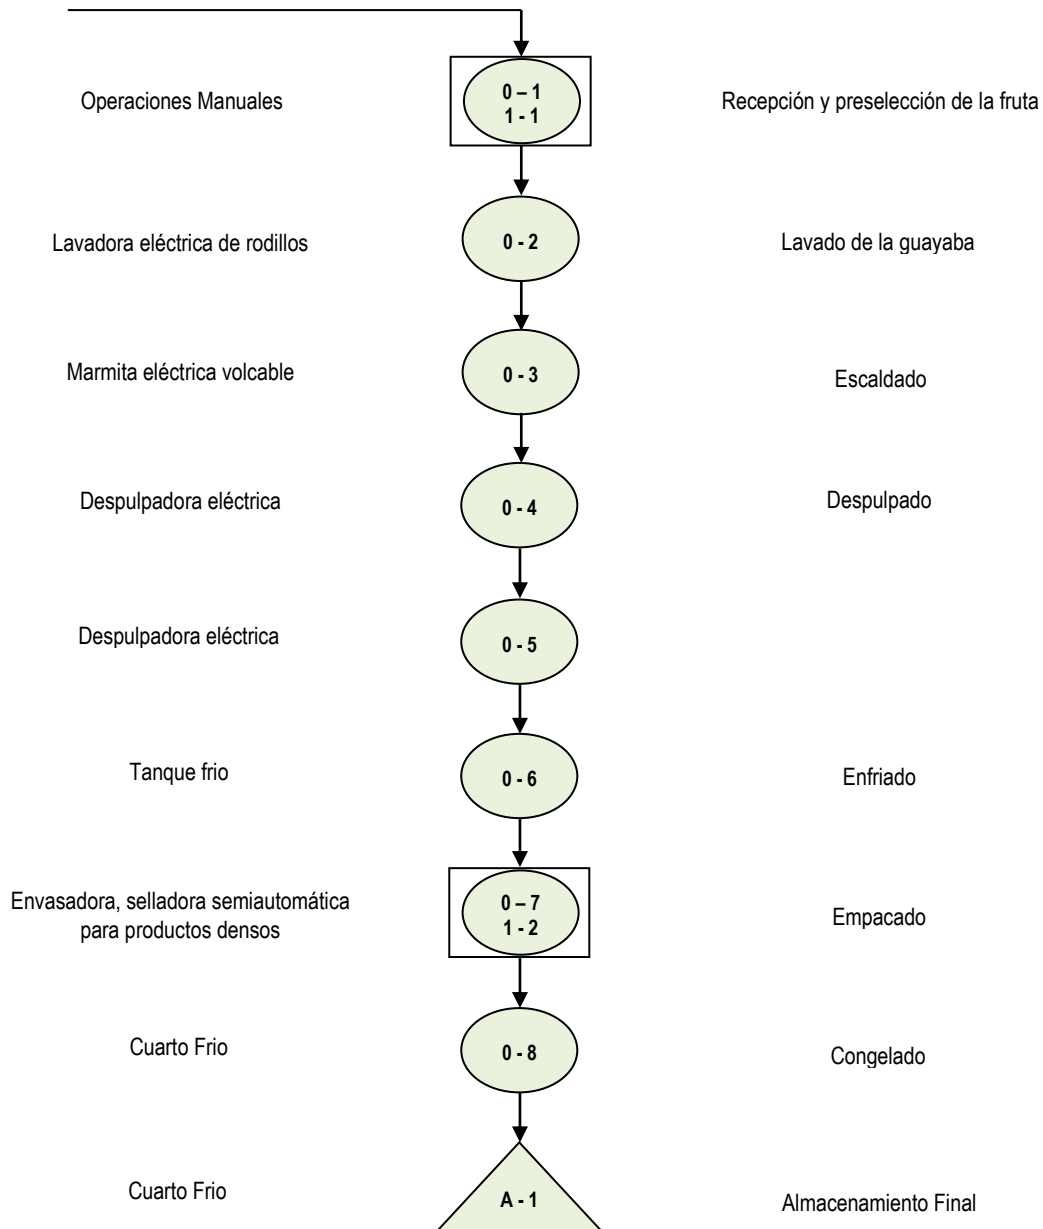 Operaciones Manuales
0 – 1
1 - 1
Recepción y preselección de la fruta
Lavadora eléctrica de rodillos
0 - 2
Lavado de la guayaba
Marmita eléctrica volcable
0 - 3
Escaldado
Despulpadora eléctrica
0 - 4
Despulpado
Despulpadora eléctrica
0 - 5
Tanque frio
0 - 6
Enfriado
Envasadora, selladora semiautomática
para productos densos
0 – 7
1 - 2
Empacado
Cuarto Frio
0 - 8
Congelado
Cuarto Frio
A - 1
Almacenamiento Final